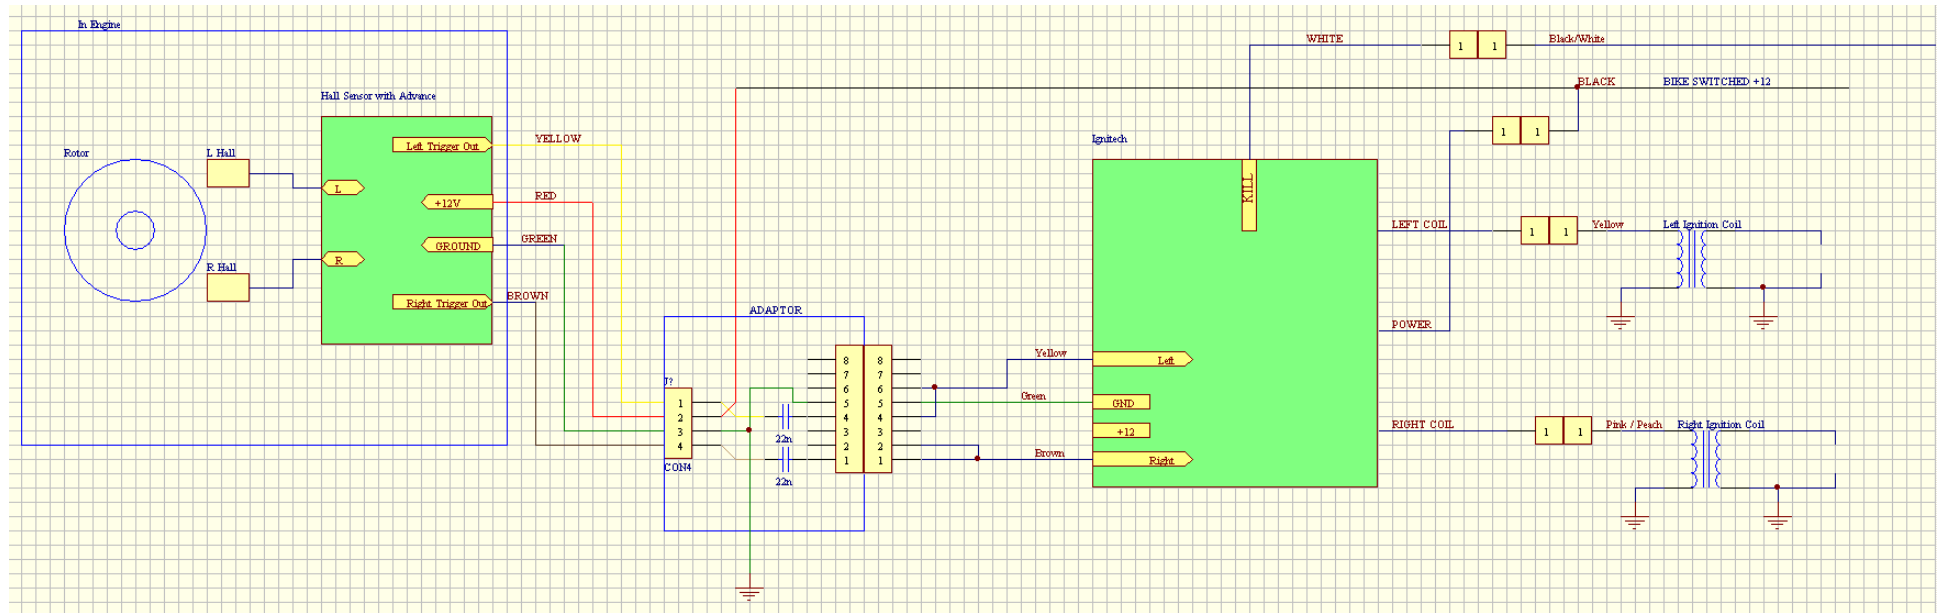 In Engine
WHITE
1 1
Black/White
BLACK
BIKE SWITCHED +12
Hall Sensor with Advance
1 1
YELLOW
Left Trigger Out
Ignitech
Rotor
L Hall
KILL
L
+12V
RED
GREEN
GROUND
LEFT COIL
1 1
Yellow
Left Ignition Coil
R
R Hall
Right Trigger Out
BROWN
ADAPTOR
POWER
Yellow
Left
8 8
7 7
6 6
5 5
4 4
3 3
2 2
1 1
J?
1
2
3
4
CON4
22n
22n
Green
GND
+12
Brown
Right
RIGHT COIL
1 1
Pink / Peach
Right Ignition Coil